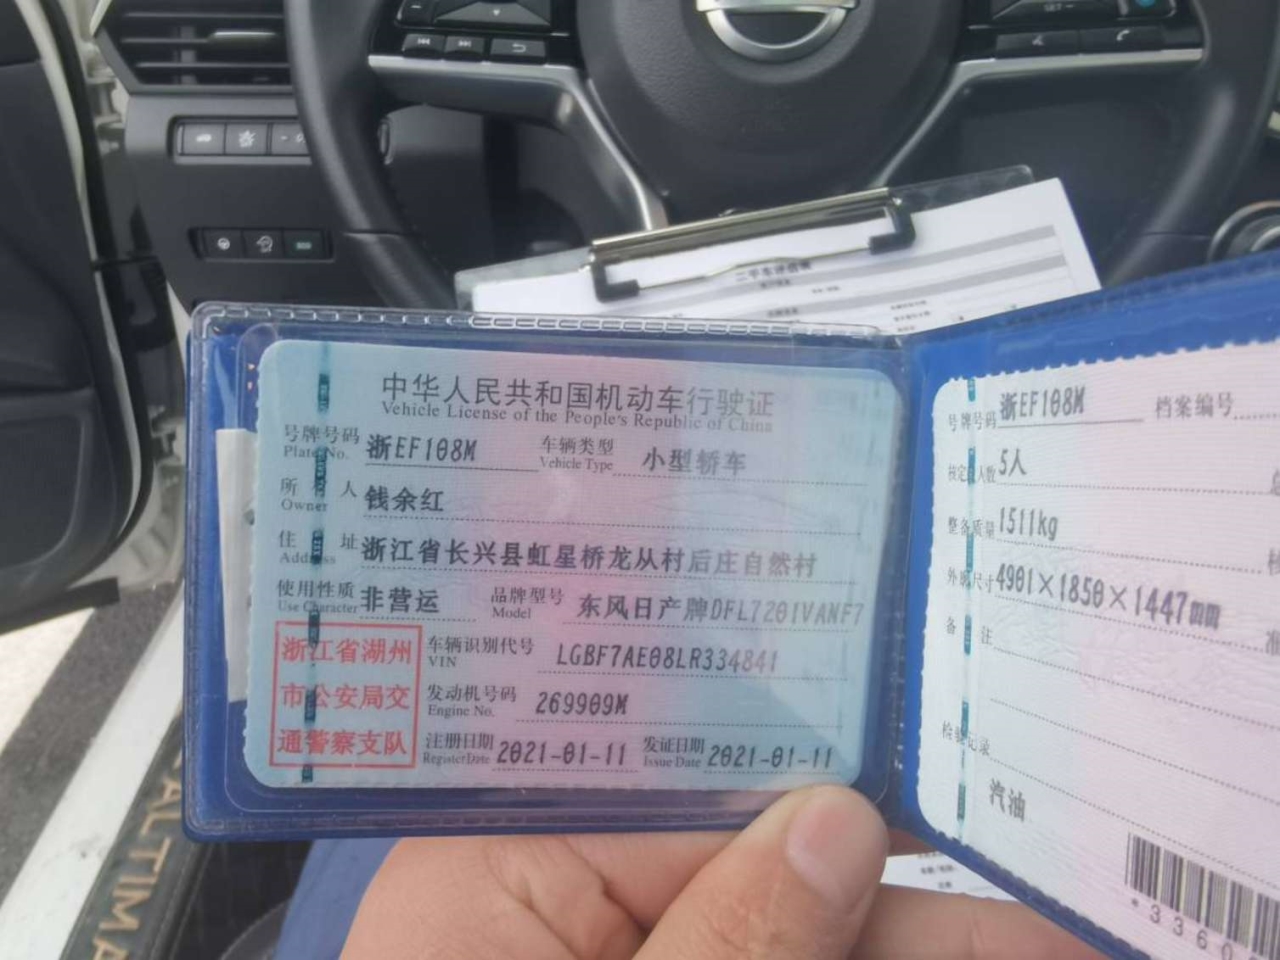 二手车评估表
中华人民共和国机动车行驶证
Vehicle License of the People's Republic of China
号牌号码 浙EF108M 车辆类型 小型轿车
Plate No. Vehicle Type
所有人 钱余红
Owner
住址 浙江省长兴县虹星桥龙从村后庄自然村
Address
使用性质 非营运 品牌型号 东风日产牌DFL7201VANF7
Use Character Model
浙江省湖州
市公安局交
通警察支队
车辆识别代号 LGBF7AE08LR334841
VIN
发动机号码 269909M
Engine No.
注册日期 2021-01-11 发证日期 2021-01-11
Register Date Issue Date
号牌号码 浙EF108M 档案编号
核定载人数 5人
整备质量 1511kg
外廓尺寸 4901×1850×1447mm
备注
检验记录
汽油
*3360
ALTIMA